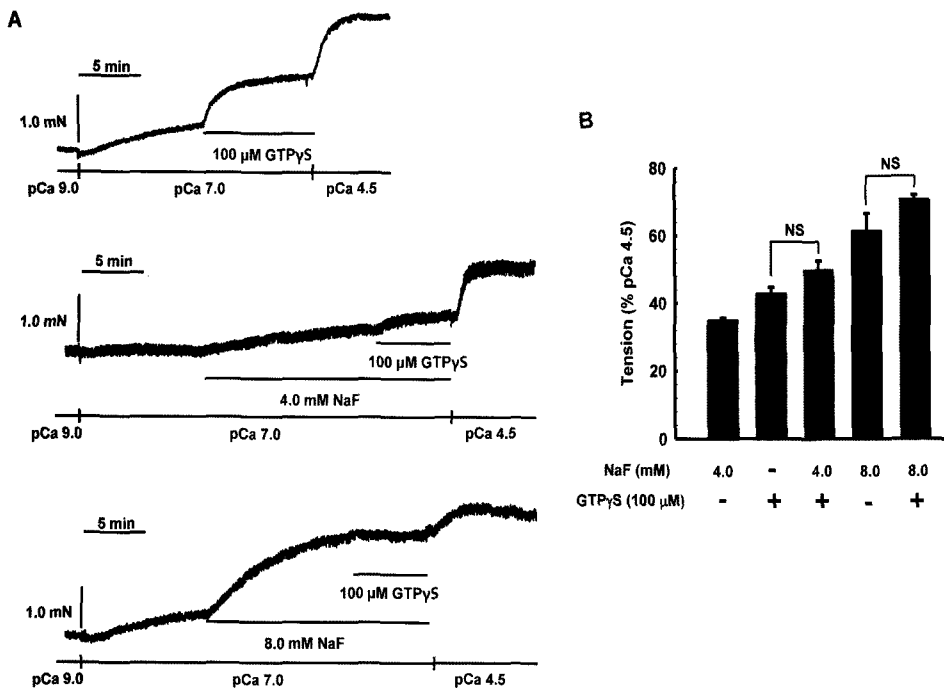 A
5 min
1.0 mN
100 µM GTPγS
pCa 9.0 pCa 7.0 pCa 4.5
5 min
1.0 mN
100 µM GTPγS
4.0 mM NaF
pCa 9.0 pCa 7.0 pCa 4.5
5 min
1.0 mN
100 µM GTPγS
8.0 mM NaF
pCa 9.0 pCa 7.0 pCa 4.5
B
Tension (% pCa 4.5)
80
60
40
20
0
NS
NS
NaF (mM) 4.0 - 4.0 8.0 8.0
GTPγS (100 µM) - + + - +